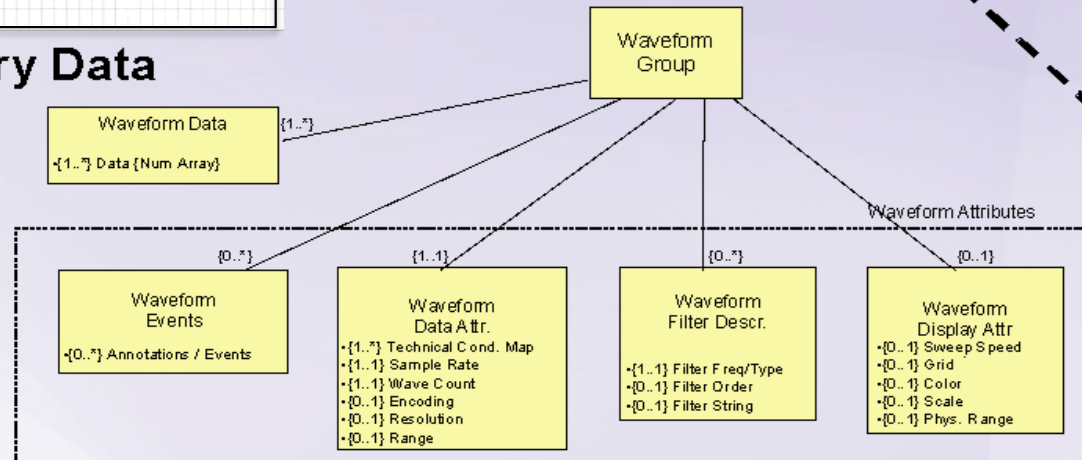 Waveform
Group
ry Data
Waveform Data
{1..*}
•{1..*} Data {Num Array}
Waveform Attributes
{0..*}
{1..1}
{0..*}
{0..1}
Waveform
Events
•{0..*} Annotations / Events
Waveform
Data Attr.
•{1..*} Technical Cond. Map
•{1..1} Sample Rate
•{1..1} Wave Count
•{0..1} Encoding
•{0..1} Resolution
•{0..1} Range
Waveform
Filter Descr.
•{1..1} Filter Freq/Type
•{0..1} Filter Order
•{0..1} Filter String
Waveform
Display Attr
•{0..1} Sweep Speed
•{0..1} Grid
•{0..1} Color
•{0..1} Scale
•{0..1} Phys. Range